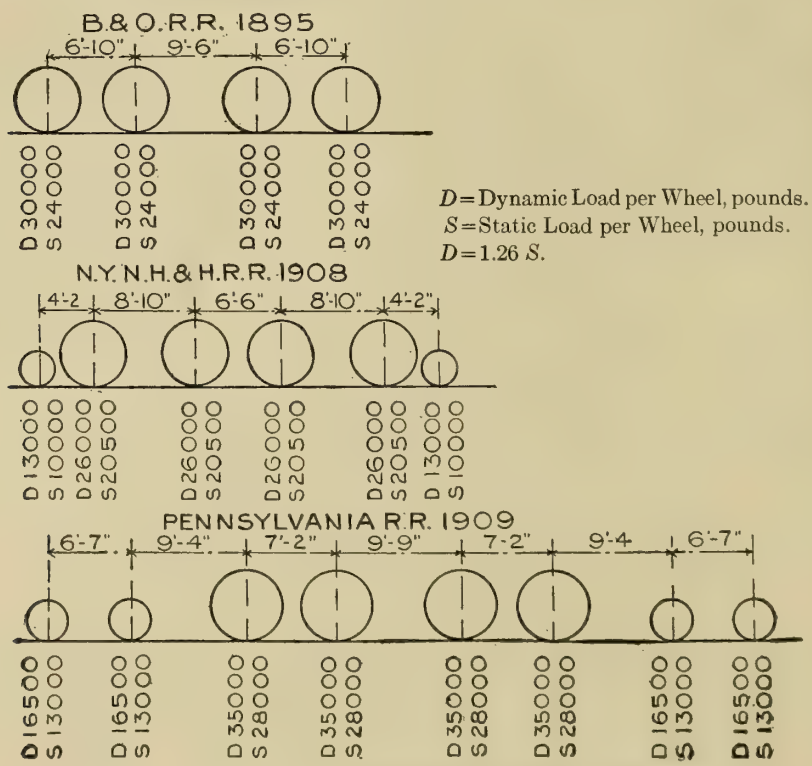 B.& O.R.R. 1895
6'-10" 9'-6" 6'-10"
D 30000 S 24000 D 30000 S 24000 D 30000 S 24000 D 30000 S 24000
D=Dynamic Load per Wheel, pounds.
S=Static Load per Wheel, pounds.
D=1.26 S.
N.Y. N.H.& H.R.R. 1908
4'-2 8'-10" 6'-6" 8'-10" 4'-2"
D 13000 S 10000 D 26000 S 20500 D 26000 S 20500 D 26000 S 20500 D 26000 S 20500 D 13000 S 10000
PENNSYLVANIA R.R. 1909
6'-7" 9'-4" 7'-2" 9'-9" 7-2" 9'-4 6'-7"
D 16500 S 13000 D 16500 S 13000 D 35000 S 28000 D 35000 S 28000 D 35000 S 28000 D 35000 S 28000 D 16500 S 13000 D 16500 S 13000